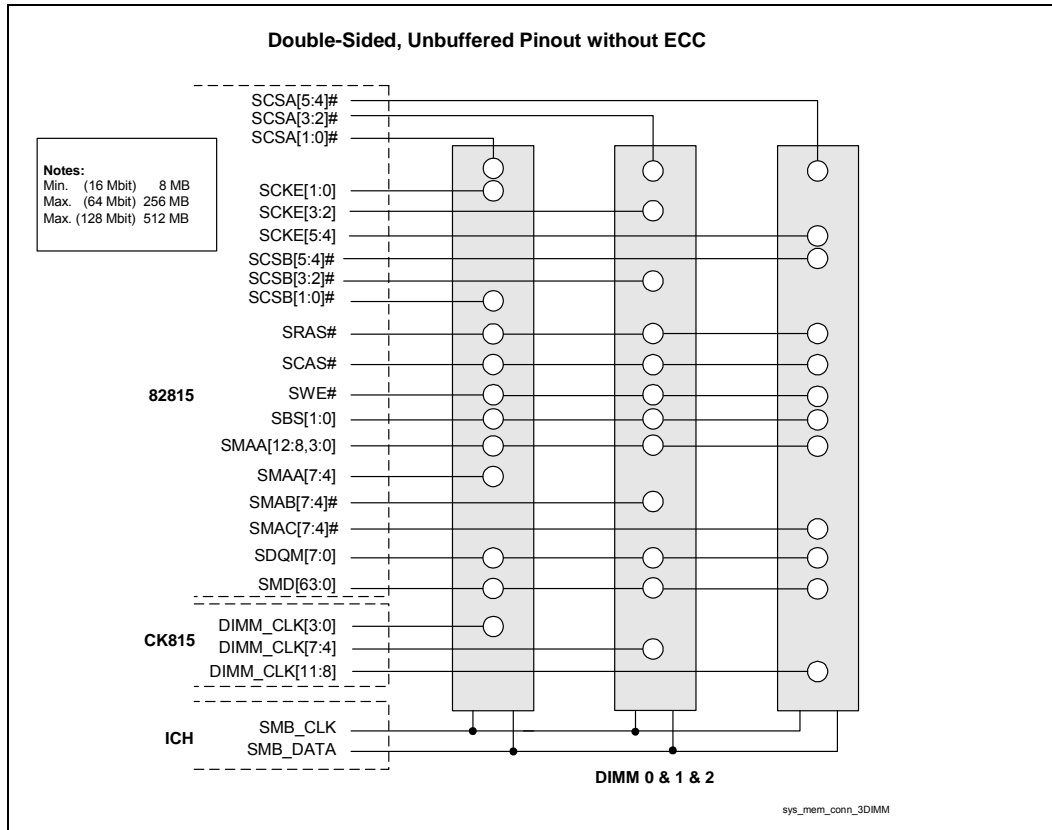 Double-Sided, Unbuffered Pinout without ECC
SCSA[5:4]#
SCSA[3:2]#
SCSA[1:0]#
Notes:
Min. (16 Mbit) 8 MB
Max. (64 Mbit) 256 MB
Max. (128 Mbit) 512 MB
SCKE[1:0]
SCKE[3:2]
SCKE[5:4]
SCSB[5:4]#
SCSB[3:2]#
SCSB[1:0]#
SRAS#
SCAS#
82815
SWE#
SBS[1:0]
SMAA[12:8,3:0]
SMAA[7:4]
SMAB[7:4]#
SMAC[7:4]#
SDQM[7:0]
SMD[63:0]
CK815
DIMM_CLK[3:0]
DIMM_CLK[7:4]
DIMM_CLK[11:8]
ICH
SMB_CLK
SMB_DATA
DIMM 0 & 1 & 2
sys_mem_conn_3DIMM